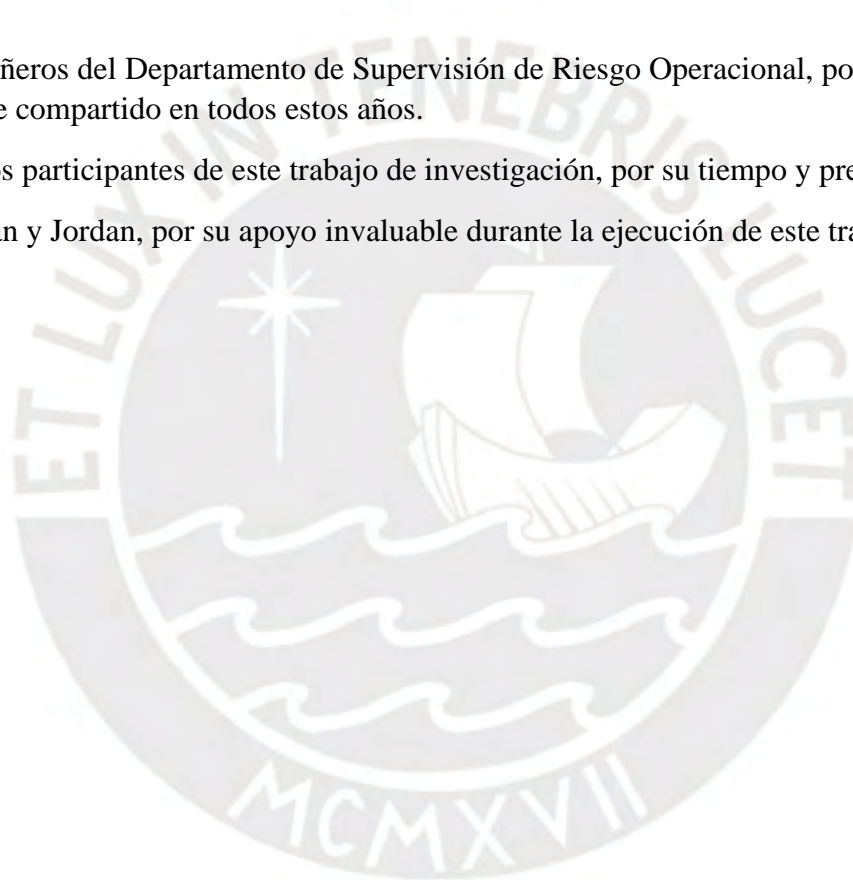 ñeros del Departamento de Supervisión de Riesgo Operacional, po
e compartido en todos estos años.
os participantes de este trabajo de investigación, por su tiempo y pre
an y Jordan, por su apoyo invaluable durante la ejecución de este tra
ET LUX IN TENEBRIS LUCET
MCMXVII